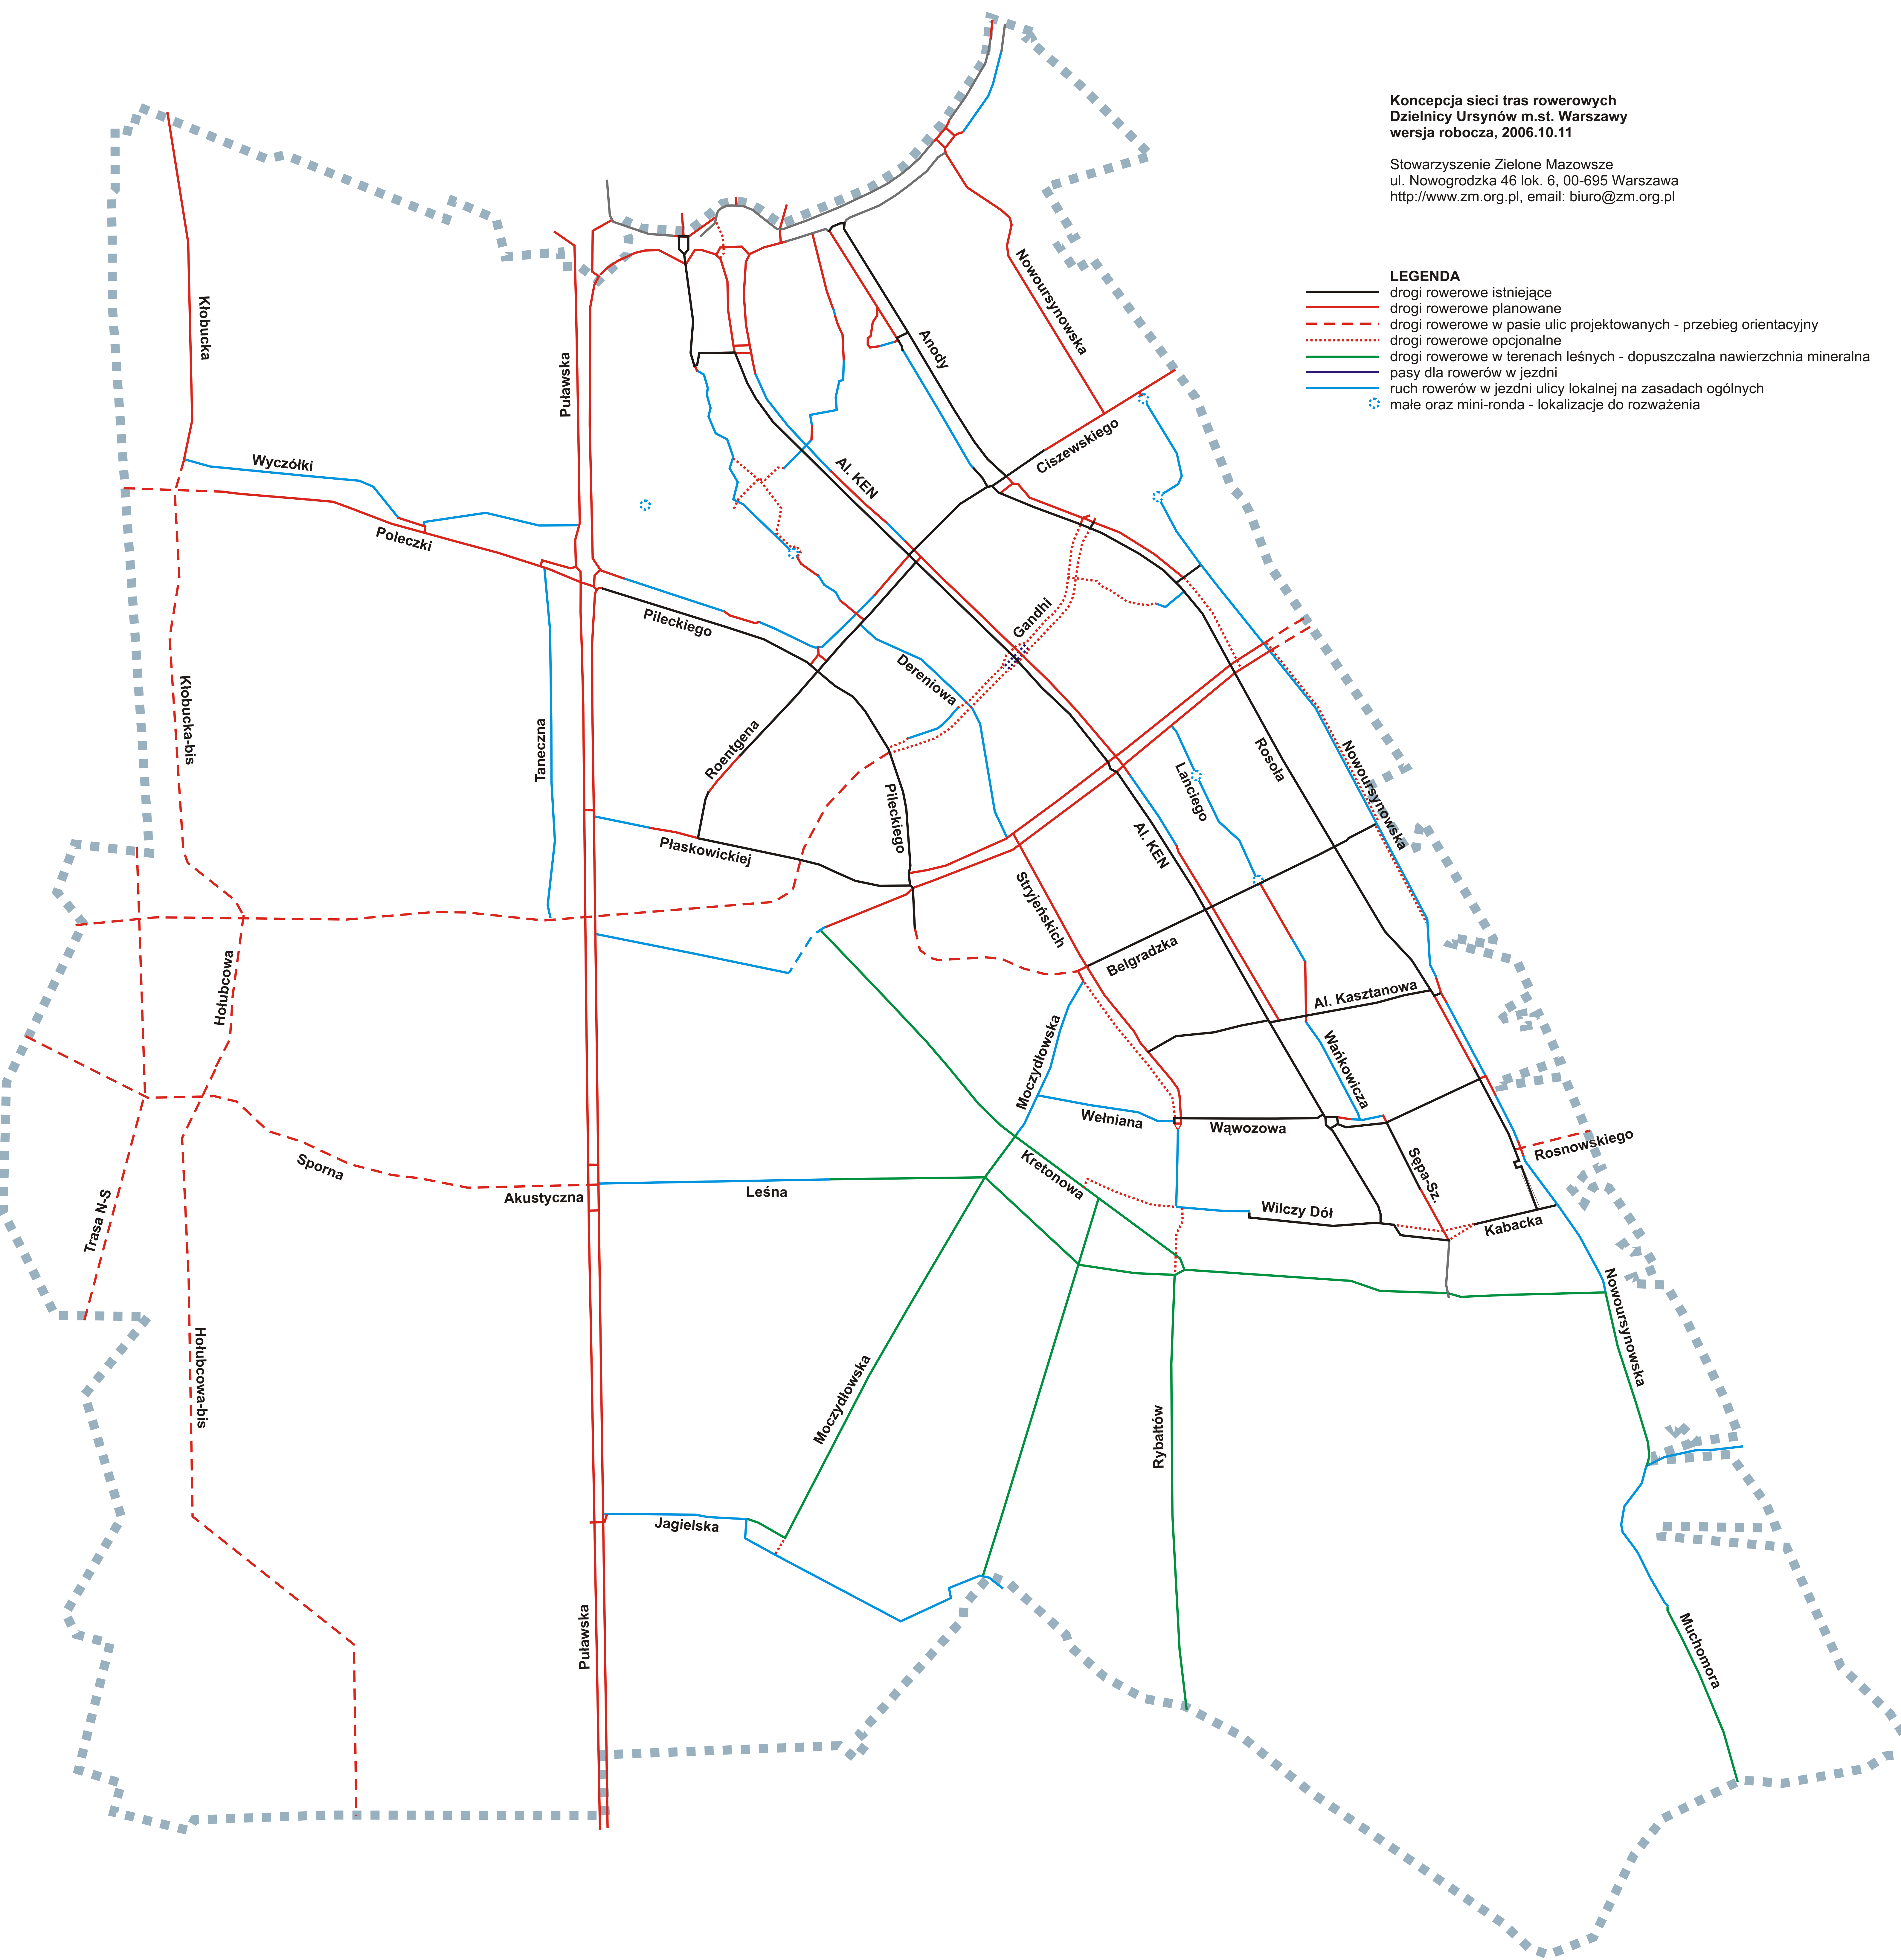 Koncepcja sieci tras rowerowych
Dzielnicy Ursynów m.st. Warszawy
wersja robocza, 2006.10.11
Stowarzyszenie Zielone Mazowsze
ul. Nowogrodzka 46 lok. 6, 00-695 Warszawa
http://www.zm.org.pl, email: biuro@zm.org.pl
LEGENDA
drogi rowerowe istniejące
drogi rowerowe planowane
drogi rowerowe w pasie ulic projektowanych - przebieg orientacyjny
drogi rowerowe opcjonalne
drogi rowerowe w terenach leśnych - dopuszczalna nawierzchnia mineralna
pasy dla rowerów w jezdni
ruch rowerów w jezdni ulicy lokalnej na zasadach ogólnych
małe oraz mini-ronda - lokalizacje do rozważenia
Kłobucka
Puławska
Anody
Nowoursynowska
Ciszewskiego
Wyczółki
Al. KEN
Poleczki
Pileckiego
Gandhi
Dereniowa
Kłobucka-bis
Taneczna
Roentgena
Rosoła
Nowoursynowska
Lanciego
Pileckiego
Płaskowickiej
Al. KEN
Stryjeńskich
Belgradzka
Hołubcowa
Al. Kasztanowa
Moczydłowska
Wańkowicza
Wełniana
Wąwozowa
Rosnowskiego
Sporna
Akustyczna
Leśna
Kretonowa
Sępa-Sz.
Trasa N-S
Wilczy Dół
Kabacka
Nowoursynowska
Hołubcowa-bis
Moczydłowska
Rybałtów
Jagielska
Puławska
Muchomora